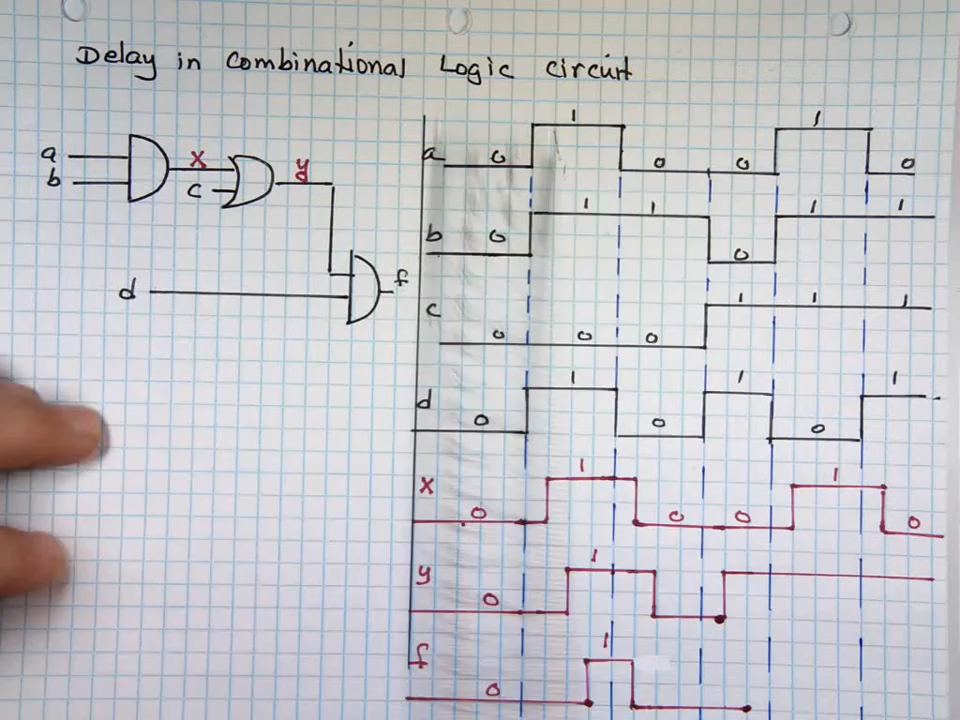 Delay in combinational Logic circuit
a
b
x
c
y
d
f
a 0 1 0 0 1 0
b 0 1 1 0 1 1
c 0 0 0 1 1 1
d 0 1 0 1 0 1
x 0 1 0 0 1 0
y 0 1
f 0 1